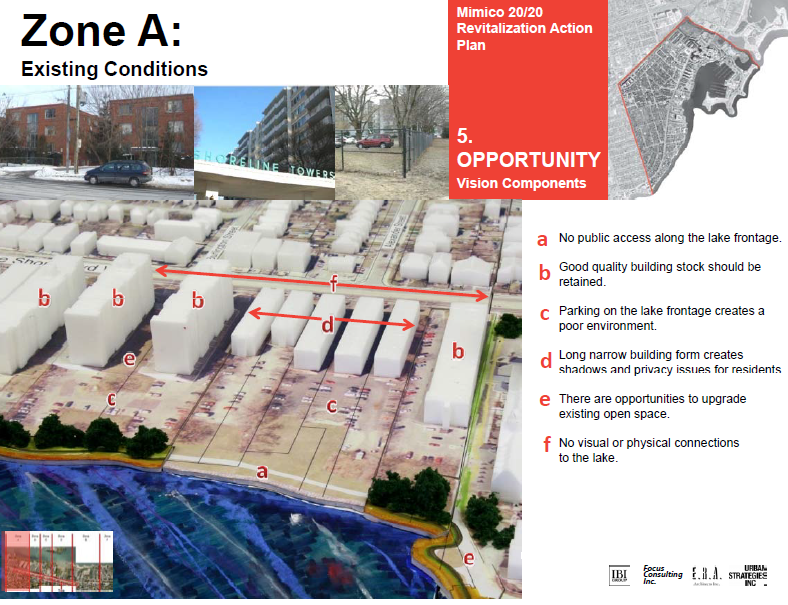 Zone A:
Existing Conditions
Mimico 20/20
Revitalization Action
Plan
5.
OPPORTUNITY
Vision Components
SHORELINE TOWERS
f
b
b
b
d
b
e
c
c
a
e
a No public access along the lake frontage.
b Good quality building stock should be
retained.
c Parking on the lake frontage creates a
poor environment.
d Long narrow building form creates
shadows and privacy issues for residents
e There are opportunities to upgrade
existing open space.
f No visual or physical connections
to the lake.
IBI
GROUP
Focus
Consulting
Inc.
URBAN
STRATEGIES
INC